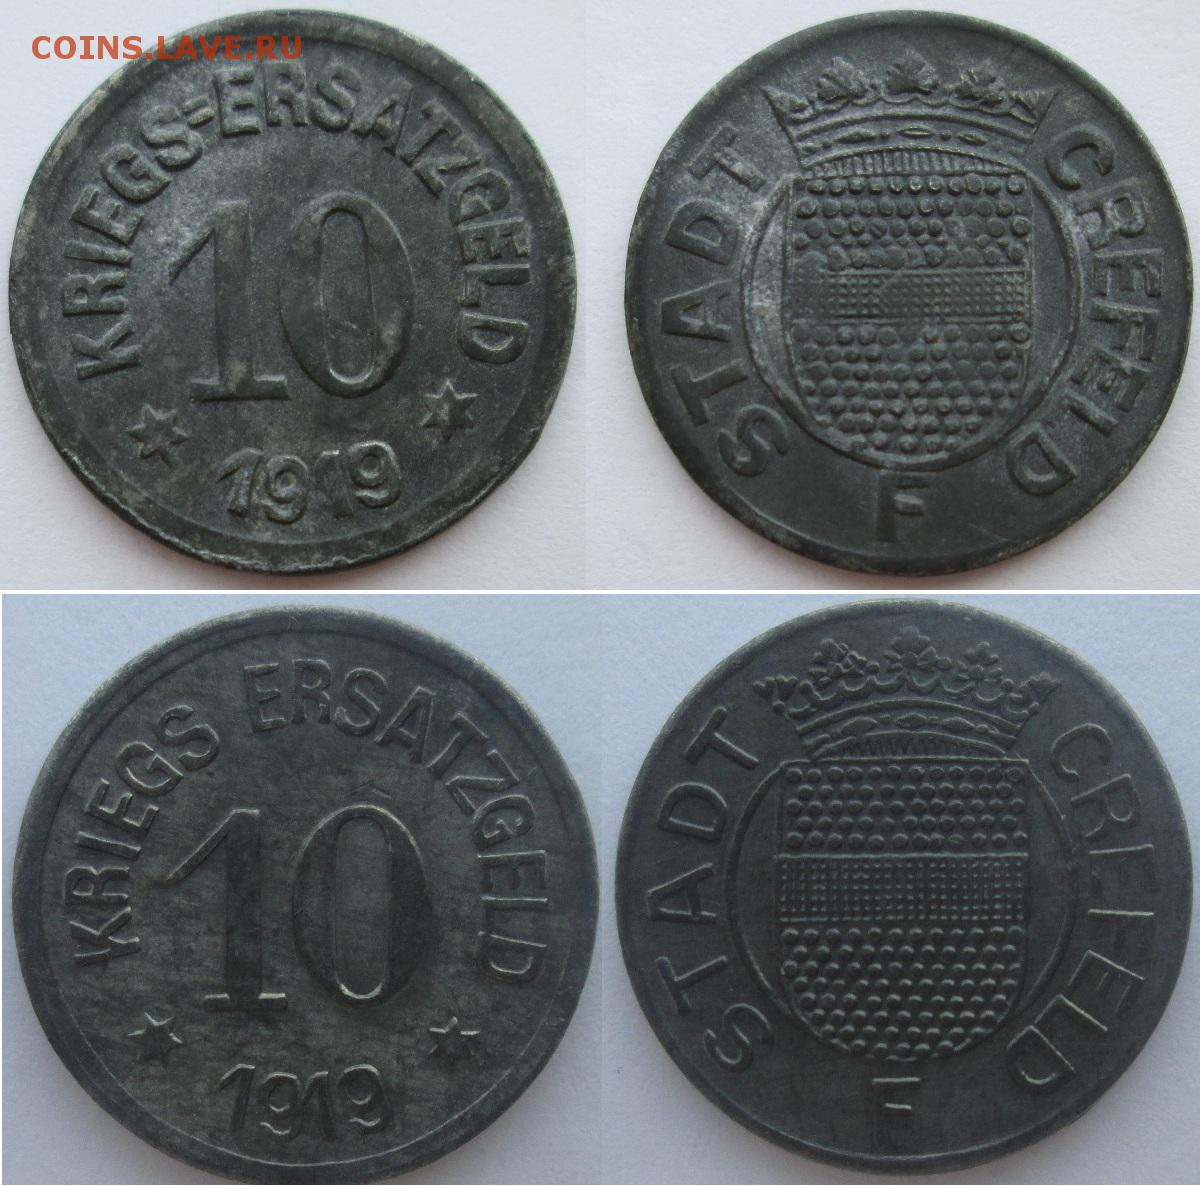 COINS.LAVE.RU
KRIEGS=ERSATZGELD
10
1919
STADT CREFELD
F
KRIEGS ERSATZGELD
10
1919
STADT CREFELD
F